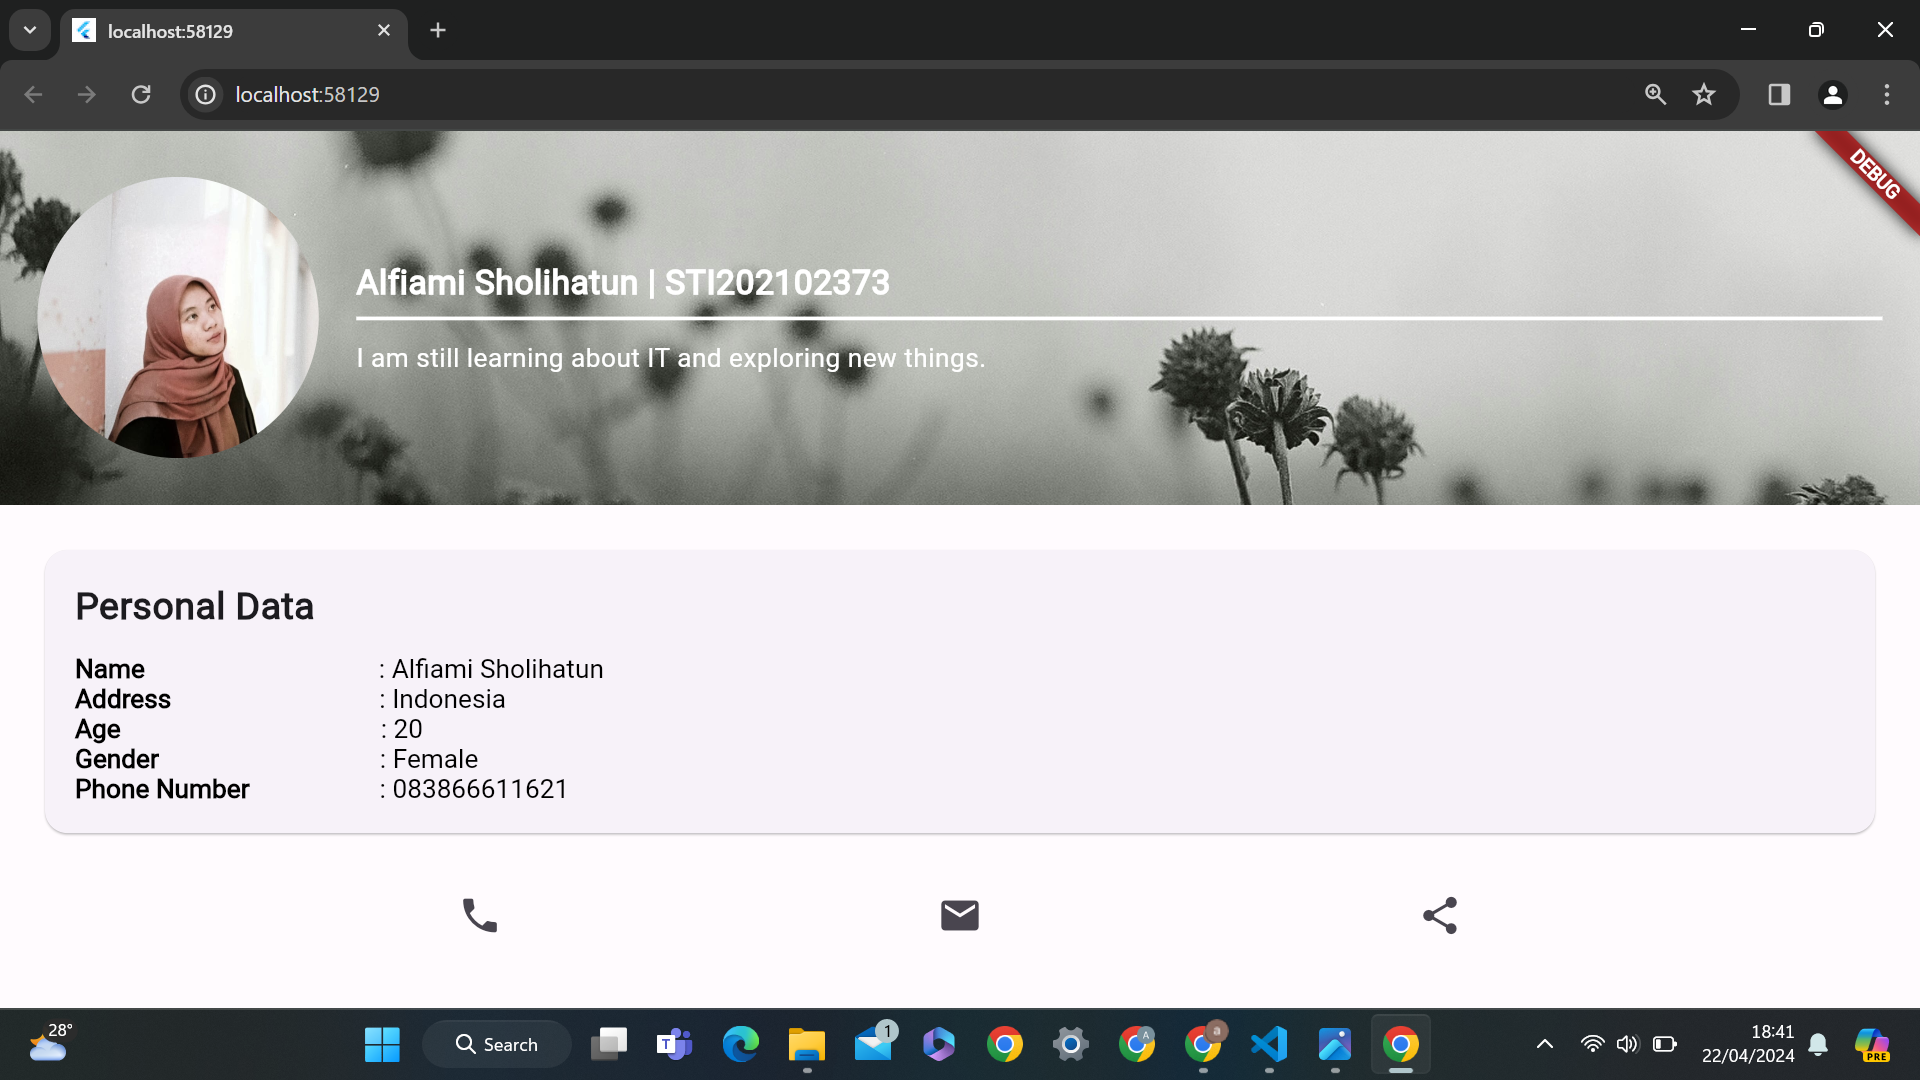 localhost:58129
localhost:58129
DEBUG
Alfiami Sholihatun | STI202102373
I am still learning about IT and exploring new things.
Personal Data
Name : Alfiami Sholihatun
Address : Indonesia
Age : 20
Gender : Female
Phone Number : 083866611621
28°
Search
T
1
A
a
18:41
22/04/2024
PRE